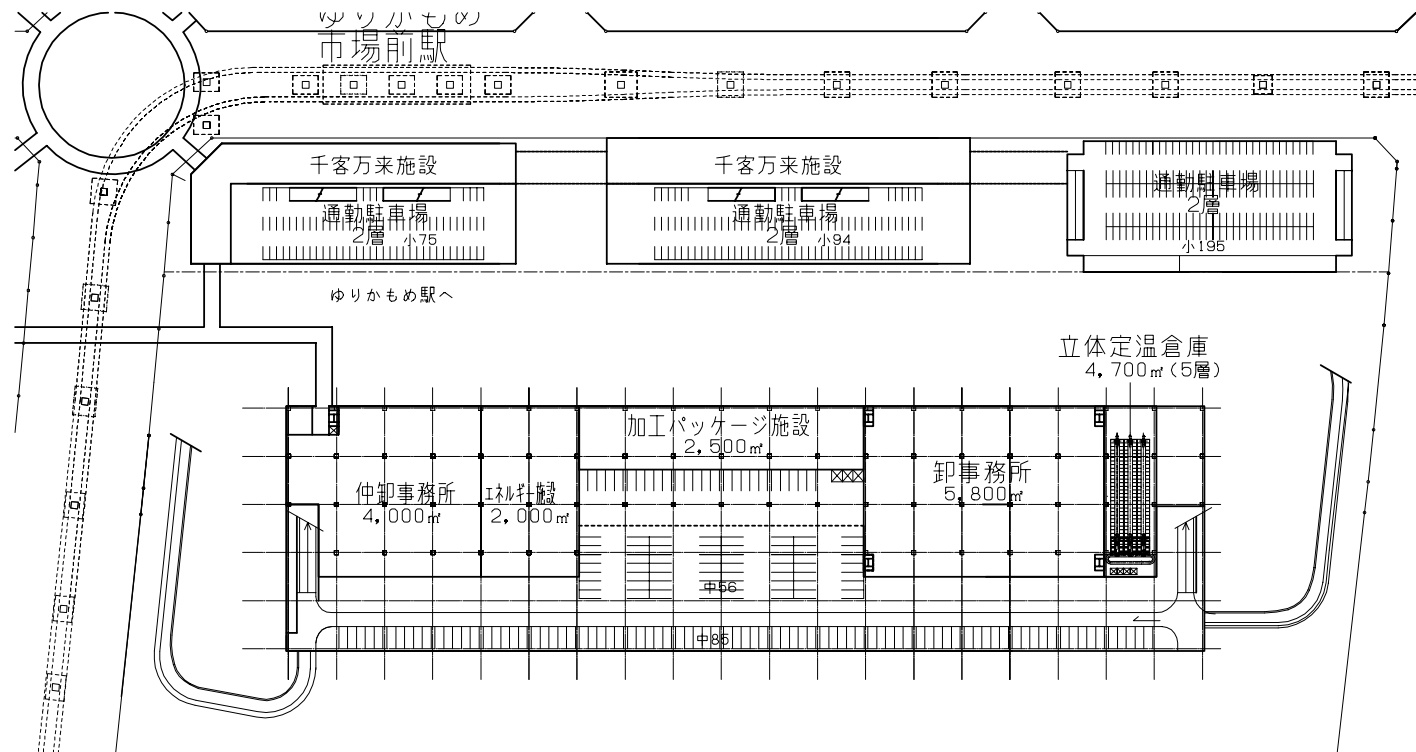 ゆりかもめ
市場前駅
千客万来施設
千客万来施設
通勤駐車場
2層
小75
通勤駐車場
2層
小94
通勤駐車場
2層
小195
ゆりかもめ駅へ
立体定温倉庫
4,700㎡(5層)
加工パッケージ施設
2,500㎡
仲卸事務所
4,000㎡
エネルギー施設
2,000㎡
卸事務所
5,800㎡
中56
中85